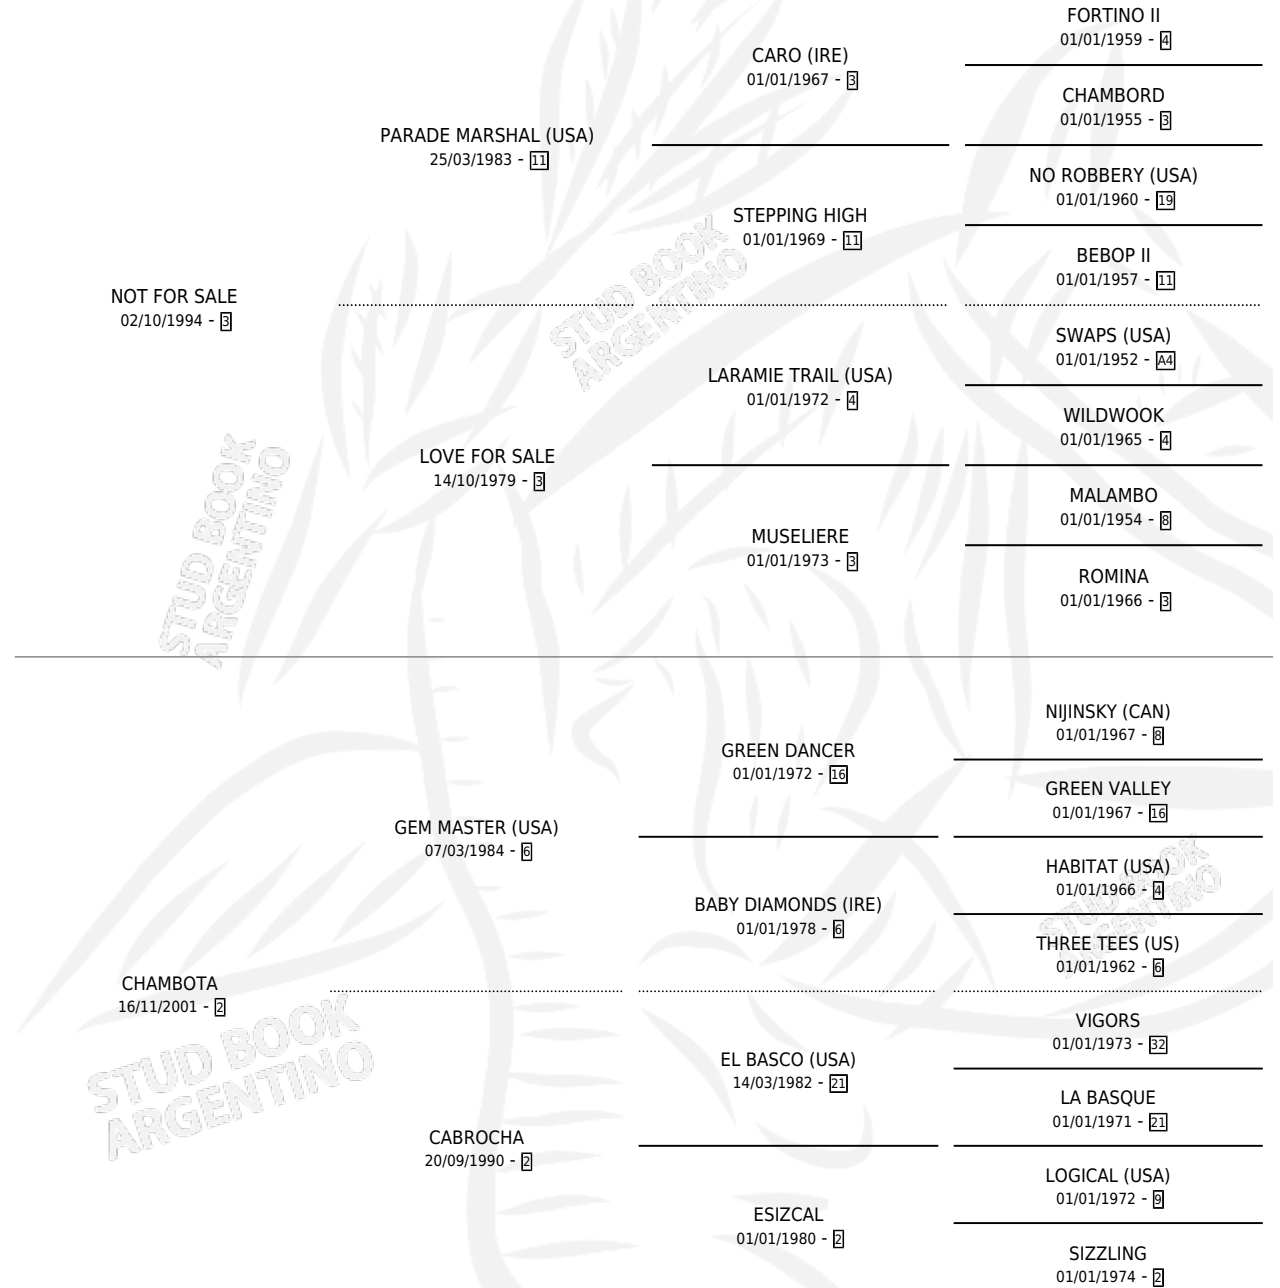 FORTINO II
01/01/1959 - 4
CARO (IRE)
01/01/1967 - 3
CHAMBORD
01/01/1955 - 3
PARADE MARSHAL (USA)
25/03/1983 - 11
NO ROBBERY (USA)
01/01/1960 - 19
STEPPING HIGH
01/01/1969 - 11
BEBOP II
01/01/1957 - 11
NOT FOR SALE
02/10/1994 - 3
STUD BOOK
ARGENTINO
SWAPS (USA)
01/01/1952 - A4
LARAMIE TRAIL (USA)
01/01/1972 - 4
WILDWOOK
01/01/1965 - 4
LOVE FOR SALE
14/10/1979 - 3
MALAMBO
01/01/1954 - 8
MUSELIERE
01/01/1973 - 3
ROMINA
01/01/1966 - 3
STUD BOOK
ARGENTINO
NIJINSKY (CAN)
01/01/1967 - 8
GREEN DANCER
01/01/1972 - 16
GREEN VALLEY
01/01/1967 - 16
GEM MASTER (USA)
07/03/1984 - 6
HABITAT (USA)
01/01/1966 - 4
BABY DIAMONDS (IRE)
01/01/1978 - 6
THREE TEES (US)
01/01/1962 - 6
STUD BOOK
ARGENTINO
CHAMBOTA
16/11/2001 - 2
VIGORS
01/01/1973 - 32
EL BASCO (USA)
14/03/1982 - 21
LA BASQUE
01/01/1971 - 21
STUD BOOK
ARGENTINO
CABROCHA
20/09/1990 - 2
LOGICAL (USA)
01/01/1972 - 9
ESIZCAL
01/01/1980 - 2
SIZZLING
01/01/1974 - 2